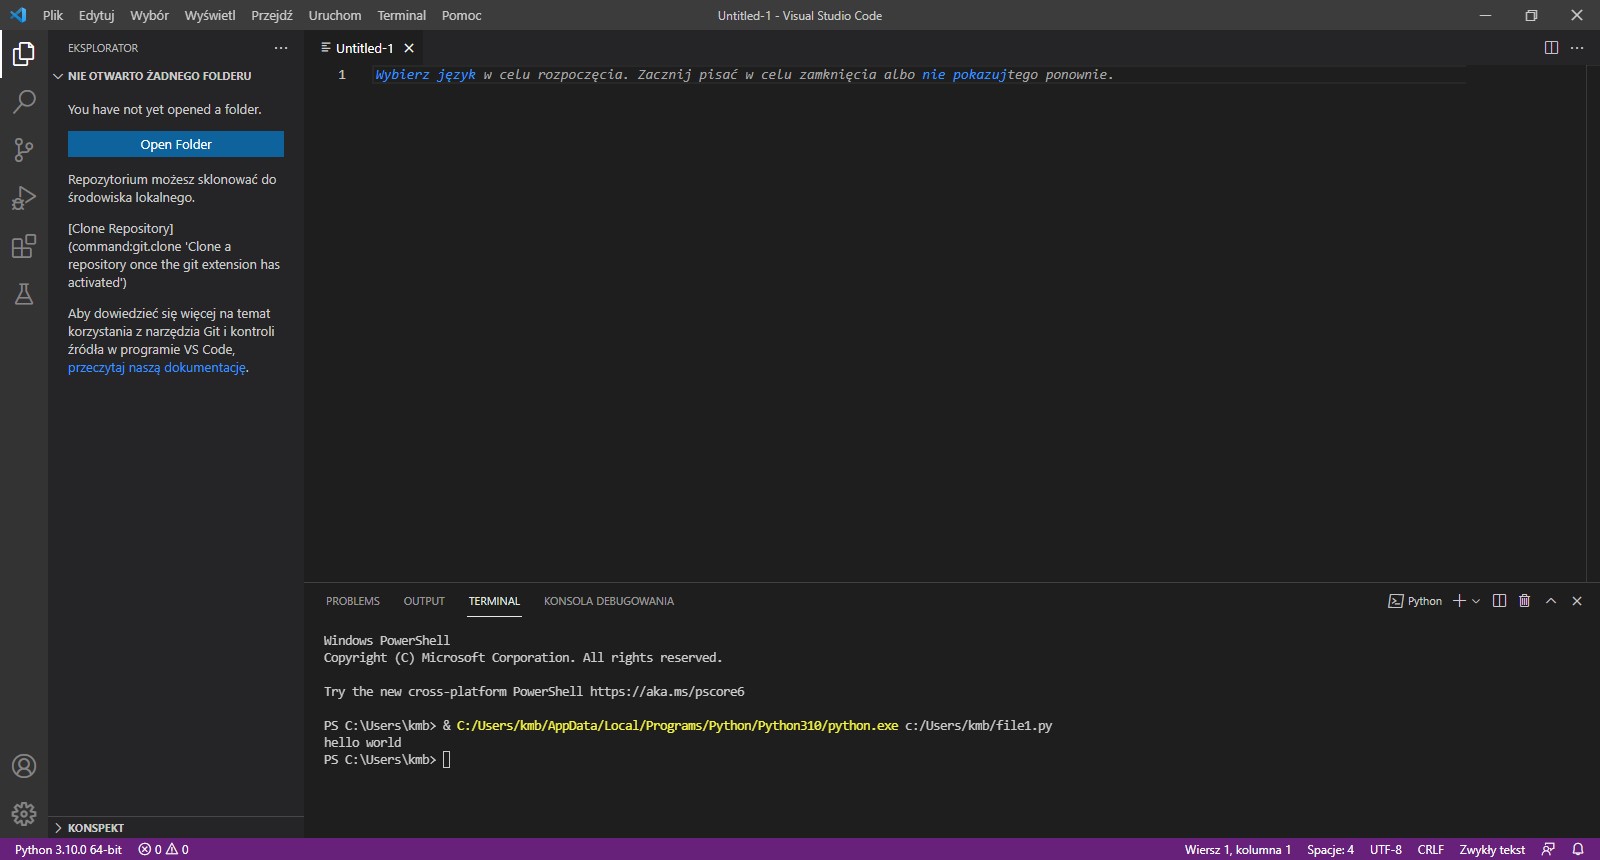 Plik Edytuj Wybór Wyświetl Przejdź Uruchom Terminal Pomoc
Untitled-1 - Visual Studio Code
EKSPLORATOR
NIE OTWARTO ŻADNEGO FOLDERU
You have not yet opened a folder.
Open Folder
Repozytorium możesz sklonować do
środowiska lokalnego.
[Clone Repository]
(command:git.clone 'Clone a
repository once the git extension has
activated')
Aby dowiedzieć się więcej na temat
korzystania z narzędzia Git i kontroli
źródła w programie VS Code,
przeczytaj naszą dokumentację.
KONSPEKT
Untitled-1
1 Wybierz język w celu rozpoczęcia. Zacznij pisać w celu zamknięcia albo nie pokazujtego ponownie.
PROBLEMS OUTPUT TERMINAL KONSOLA DEBUGOWANIA
Python
Windows PowerShell
Copyright (C) Microsoft Corporation. All rights reserved.
Try the new cross-platform PowerShell https://aka.ms/pscore6
PS C:\Users\kmb> & C:/Users/kmb/AppData/Local/Programs/Python/Python310/python.exe c:/Users/kmb/file1.py
hello world
PS C:\Users\kmb>
Python 3.10.0 64-bit 0 0
Wiersz 1, kolumna 1 Spacje: 4 UTF-8 CRLF Zwykły tekst